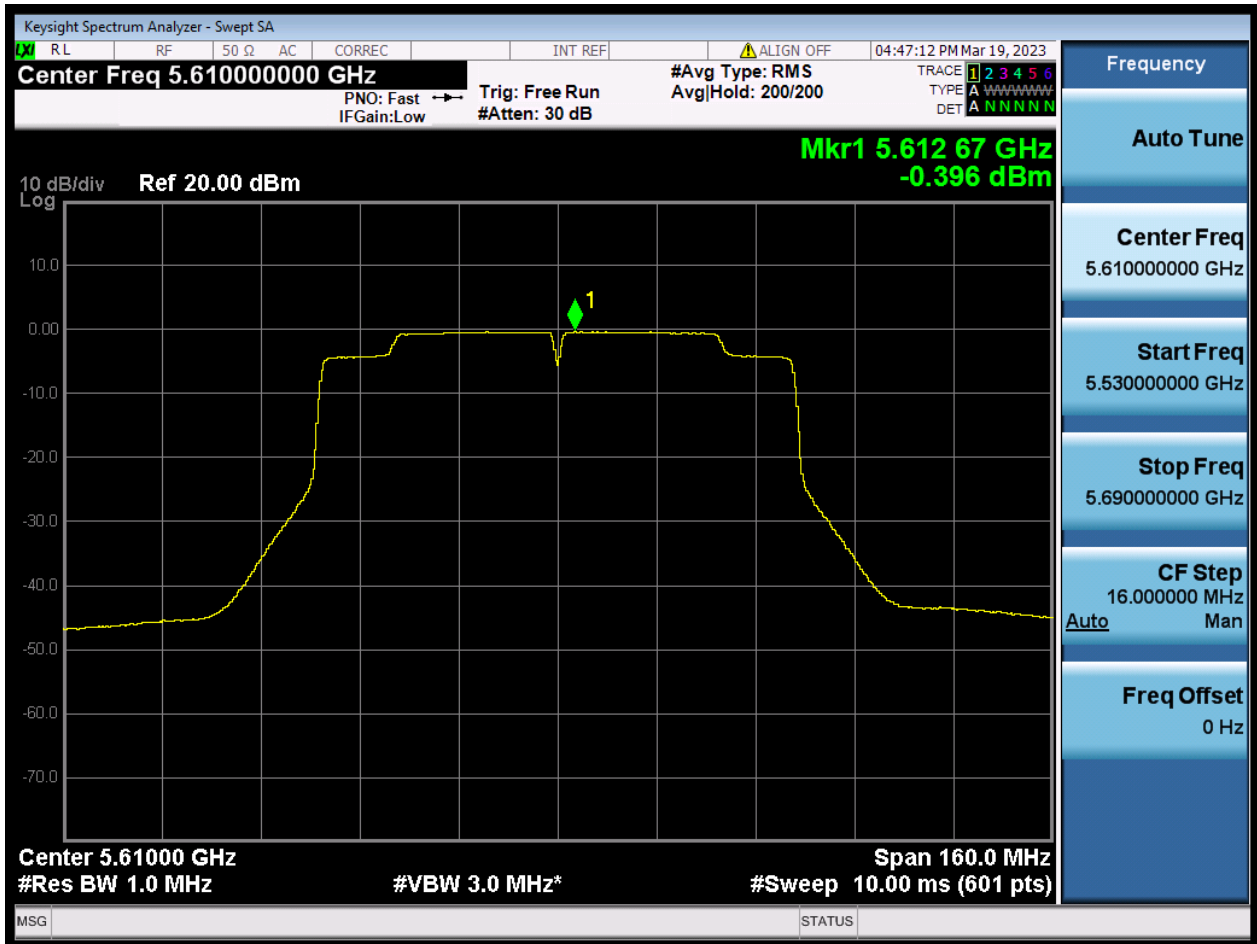 Keysight Spectrum Analyzer - Swept SA
LXI RL RF 50 Ω AC CORREC INT REF ALIGN OFF 04:47:12 PM Mar 19, 2023
Center Freq 5.610000000 GHz
PNO: Fast
IFGain:Low
Trig: Free Run
#Atten: 30 dB
#Avg Type: RMS
Avg|Hold: 200/200
TRACE 1 2 3 4 5 6
TYPE A WWWWW
DET A N N N N N
Mkr1 5.612 67 GHz
-0.396 dBm
10 dB/div Ref 20.00 dBm
Log
1
10.0
0.00
-10.0
-20.0
-30.0
-40.0
-50.0
-60.0
-70.0
Center 5.61000 GHz Span 160.0 MHz
#Res BW 1.0 MHz #VBW 3.0 MHz* #Sweep 10.00 ms (601 pts)
MSG STATUS
Frequency
Auto Tune
Center Freq
5.610000000 GHz
Start Freq
5.530000000 GHz
Stop Freq
5.690000000 GHz
CF Step
16.000000 MHz
Auto Man
Freq Offset
0 Hz